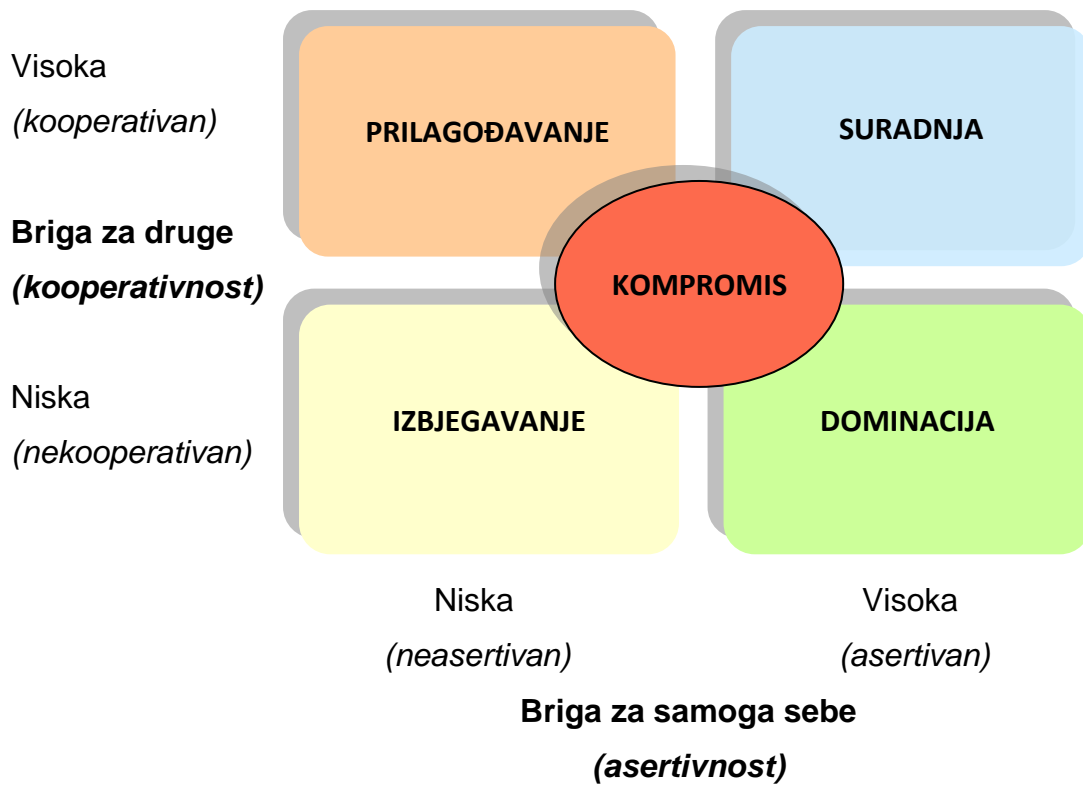 Visoka
(kooperativan)
PRILAGOĐAVANJE
SURADNJA
Briga za druge
(kooperativnost)
KOMPROMIS
Niska
(nekooperativan)
IZBJEGAVANJE
DOMINACIJA
Niska
(neasertivan)
Visoka
(asertivan)
Briga za samoga sebe
(asertivnost)